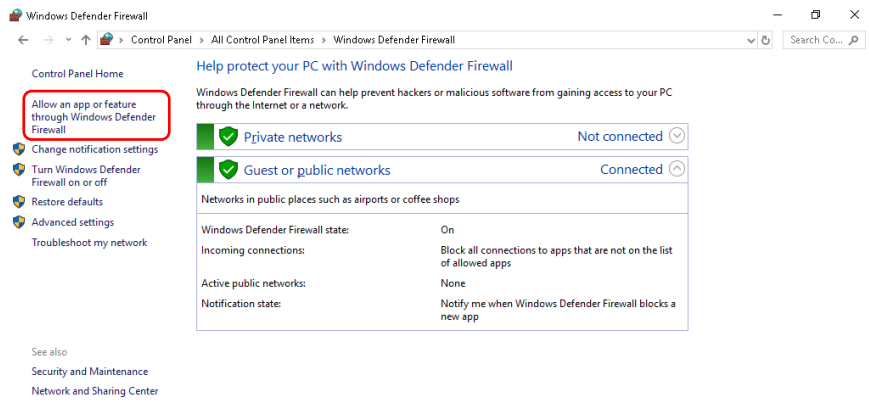 Windows Defender Firewall
Control Panel > All Control Panel Items > Windows Defender Firewall
Search Co...
Control Panel Home
Allow an app or feature
through Windows Defender
Firewall
Change notification settings
Turn Windows Defender
Firewall on or off
Restore defaults
Advanced settings
Troubleshoot my network
See also
Security and Maintenance
Network and Sharing Center
Help protect your PC with Windows Defender Firewall
Windows Defender Firewall can help prevent hackers or malicious software from gaining access to your PC
through the Internet or a network.
Private networks Not connected
Guest or public networks Connected
Networks in public places such as airports or coffee shops
Windows Defender Firewall state: On
Incoming connections: Block all connections to apps that are not on the list
of allowed apps
Active public networks: None
Notification state: Notify me when Windows Defender Firewall blocks a
new app